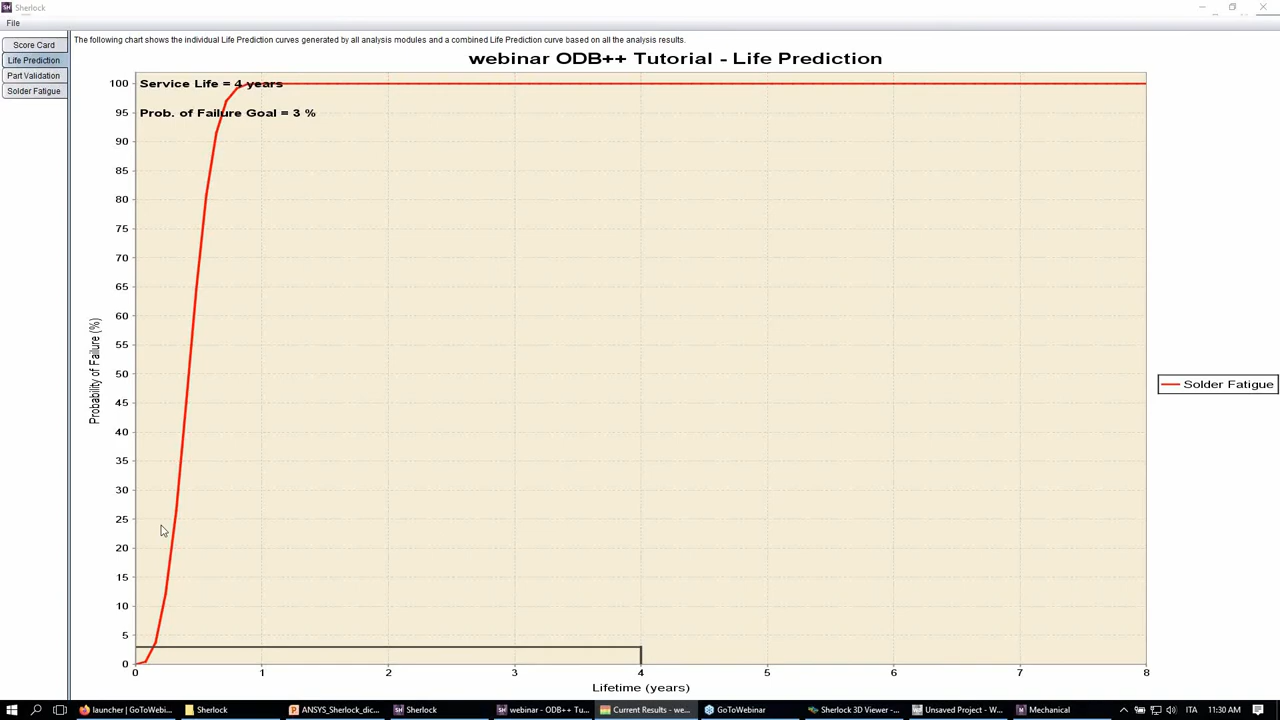 Sherlock
File
Score Card
Life Prediction
Part Validation
Solder Fatigue
The following chart shows the individual Life Prediction curves generated by all analysis modules and a combined Life Prediction curve based on all the analysis results.
webinar ODB++ Tutorial - Life Prediction
Service Life = 4 years
Prob. of Failure Goal = 3 %
Probability of Failure (%)
100
95
90
85
80
75
70
65
60
55
50
45
40
35
30
25
20
15
10
5
0
0 1 2 3 4 5 6 7 8
Lifetime (years)
Solder Fatigue
launcher | GoToWebi...
Sherlock
ANSYS_Sherlock_dic...
Sherlock
webinar - ODB++ Tu...
Current Results - we...
GoToWebinar
Sherlock 3D Viewer -...
Unsaved Project - W...
Mechanical
ITA
11:30 AM